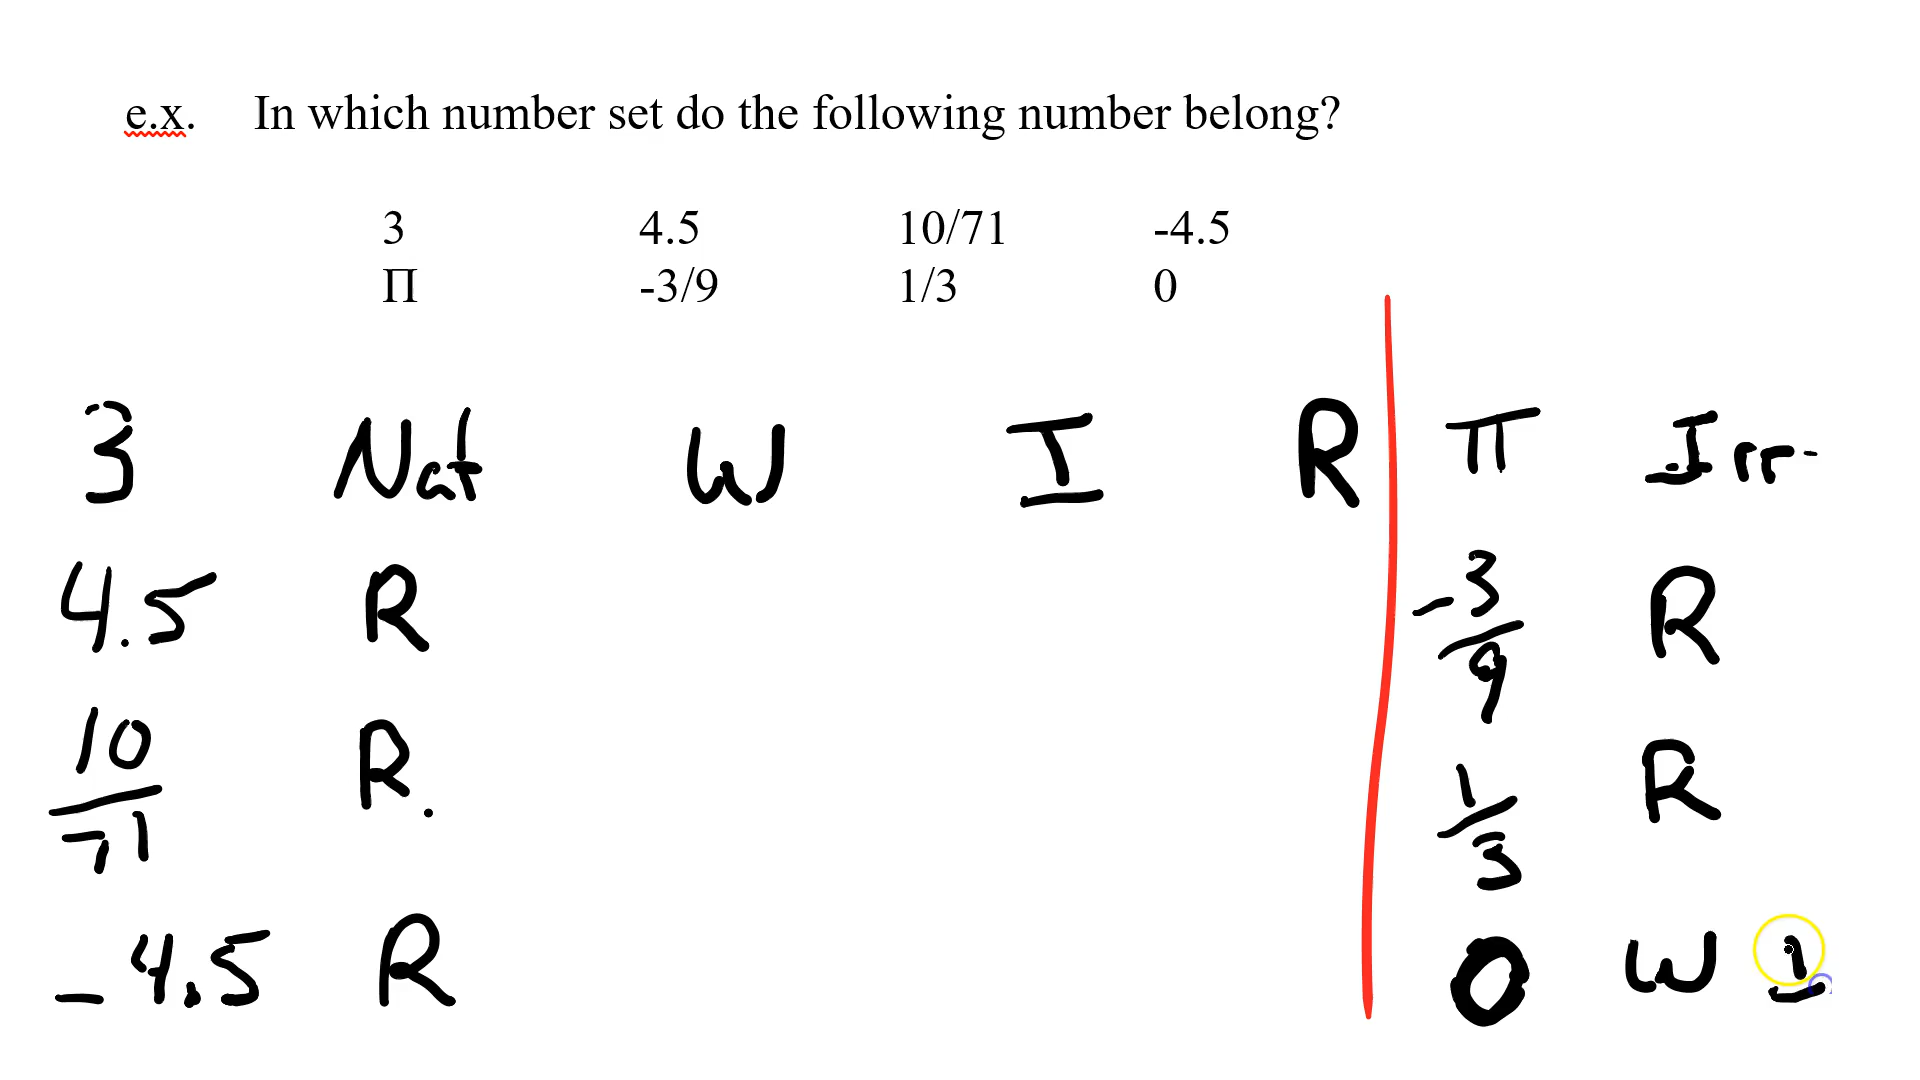 e.x. In which number set do the following number belong?
3 4.5 10/71 -4.5
Π -3/9 1/3 0
3 Nat W I R
4.5 R
10/71 R.
-4.5 R
π Irr.
-3/9 R
1/3 R
0 W I